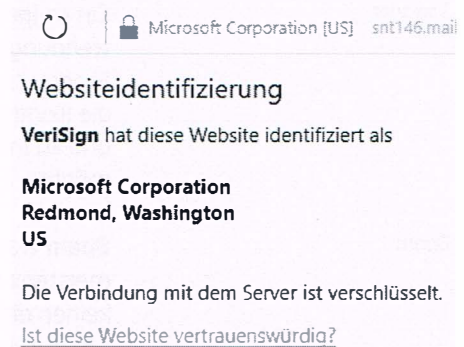 Microsoft Corporation [US] snt146.mail
Websiteidentifizierung
VeriSign hat diese Website identifiziert als
Microsoft Corporation
Redmond, Washington
US
Die Verbindung mit dem Server ist verschlüsselt.
Ist diese Website vertrauenswürdig?